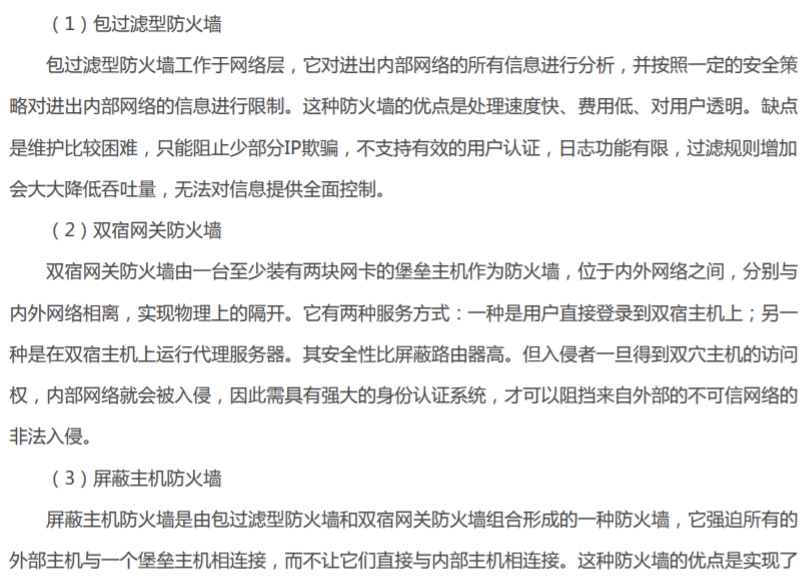 （1）包过滤型防火墙
包过滤型防火墙工作于网络层，它对进出内部网络的所有信息进行分析，并按照一定的安全策
略对进出内部网络的信息进行限制。这种防火墙的优点是处理速度快、费用低、对用户透明。缺点
是维护比较困难，只能阻止少部分IP欺骗，不支持有效的用户认证，日志功能有限，过滤规则增加
会大大降低吞吐量，无法对信息提供全面控制。
（2）双宿网关防火墙
双宿网关防火墙由一台至少装有两块网卡的堡垒主机作为防火墙，位于内外网络之间，分别与
内外网络相离，实现物理上的隔开。它有两种服务方式：一种是用户直接登录到双宿主机上；另一
种是在双宿主机上运行代理服务器。其安全性比屏蔽路由器高。但入侵者一旦得到双穴主机的访问
权，内部网络就会被入侵，因此需具有强大的身份认证系统，才可以阻挡来自外部的不可信网络的
非法入侵。
（3）屏蔽主机防火墙
屏蔽主机防火墙是由包过滤型防火墙和双宿网关防火墙组合形成的一种防火墙，它强迫所有的
外部主机与一个堡垒主机相连接，而不让它们直接与内部主机相连接。这种防火墙的优点是实现了